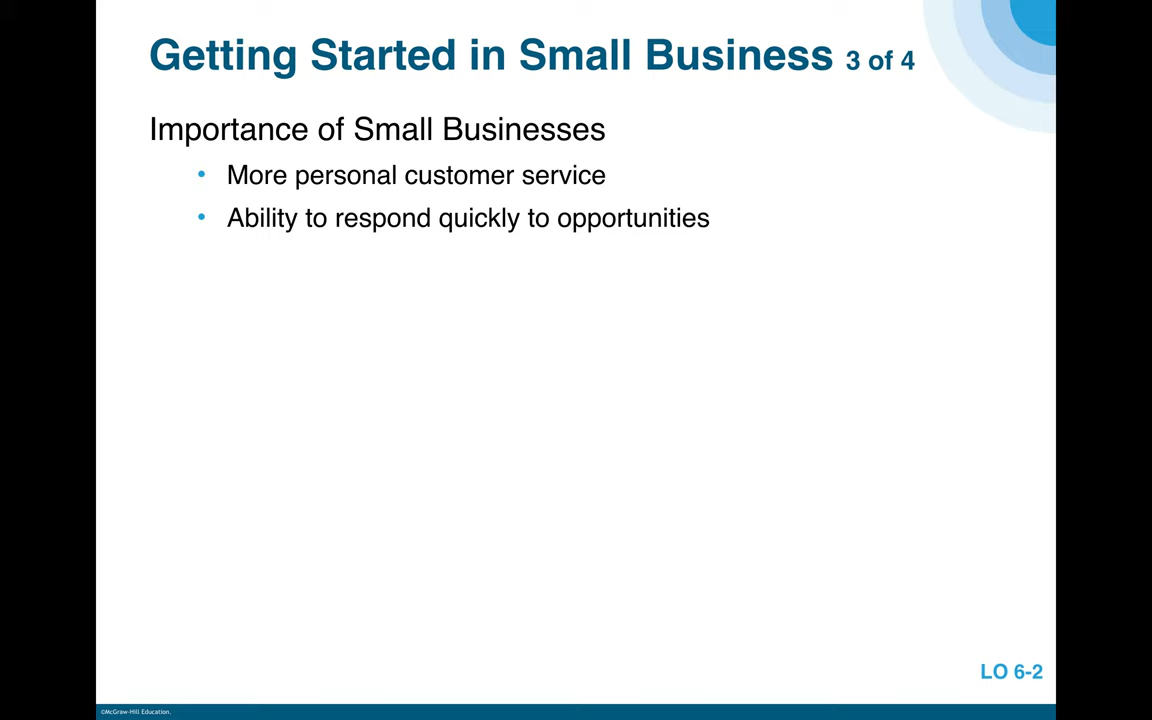 Getting Started in Small Business 3 of 4
Importance of Small Businesses
• More personal customer service
• Ability to respond quickly to opportunities
LO 6-2
©McGraw-Hill Education.